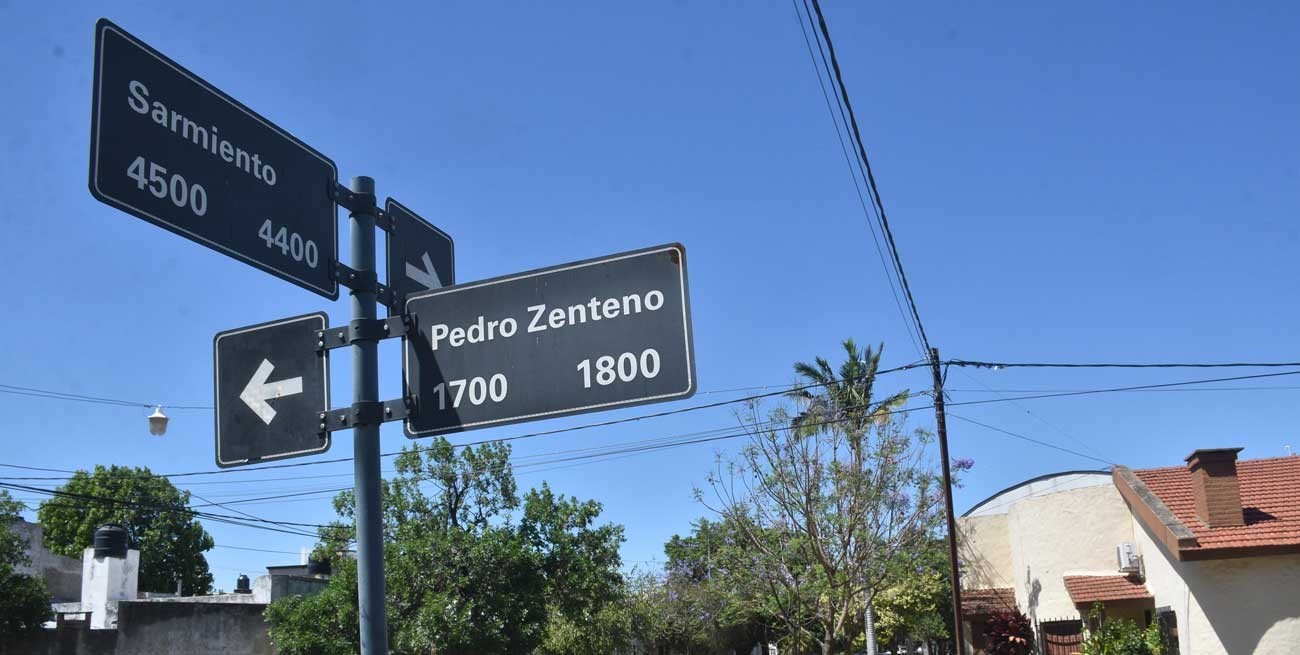 Sarmiento
4500 4400
Pedro Zenteno
1700 1800